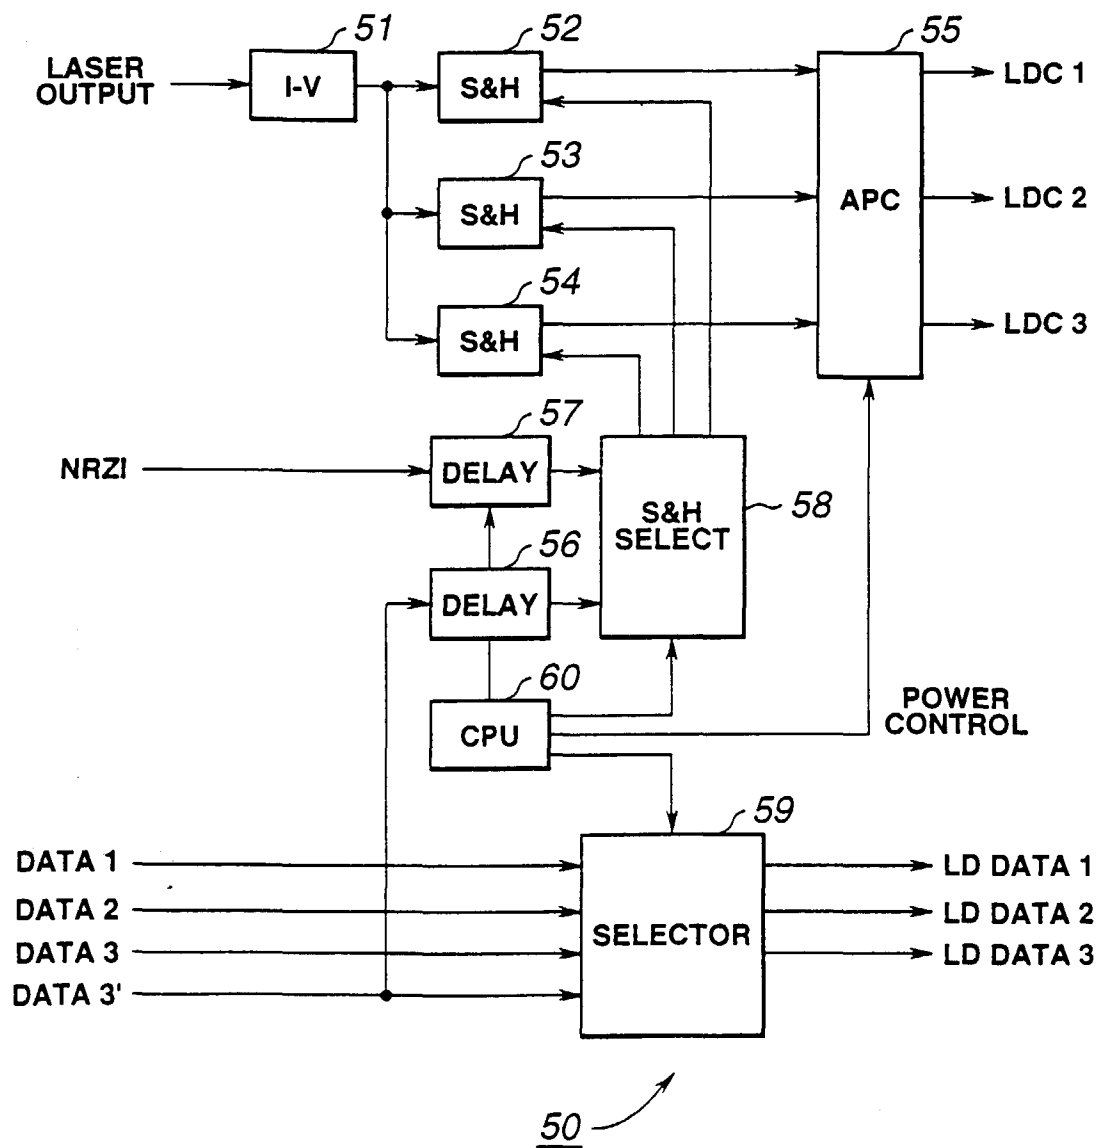 51
52
55
LASER
OUTPUT
I-V
S&H
LDC 1
53
S&H
APC
LDC 2
54
S&H
LDC 3
57
NRZI
DELAY
S&H
SELECT
58
56
DELAY
60
CPU
POWER
CONTROL
59
DATA 1
LD DATA 1
DATA 2
LD DATA 2
SELECTOR
DATA 3
LD DATA 3
DATA 3'
50